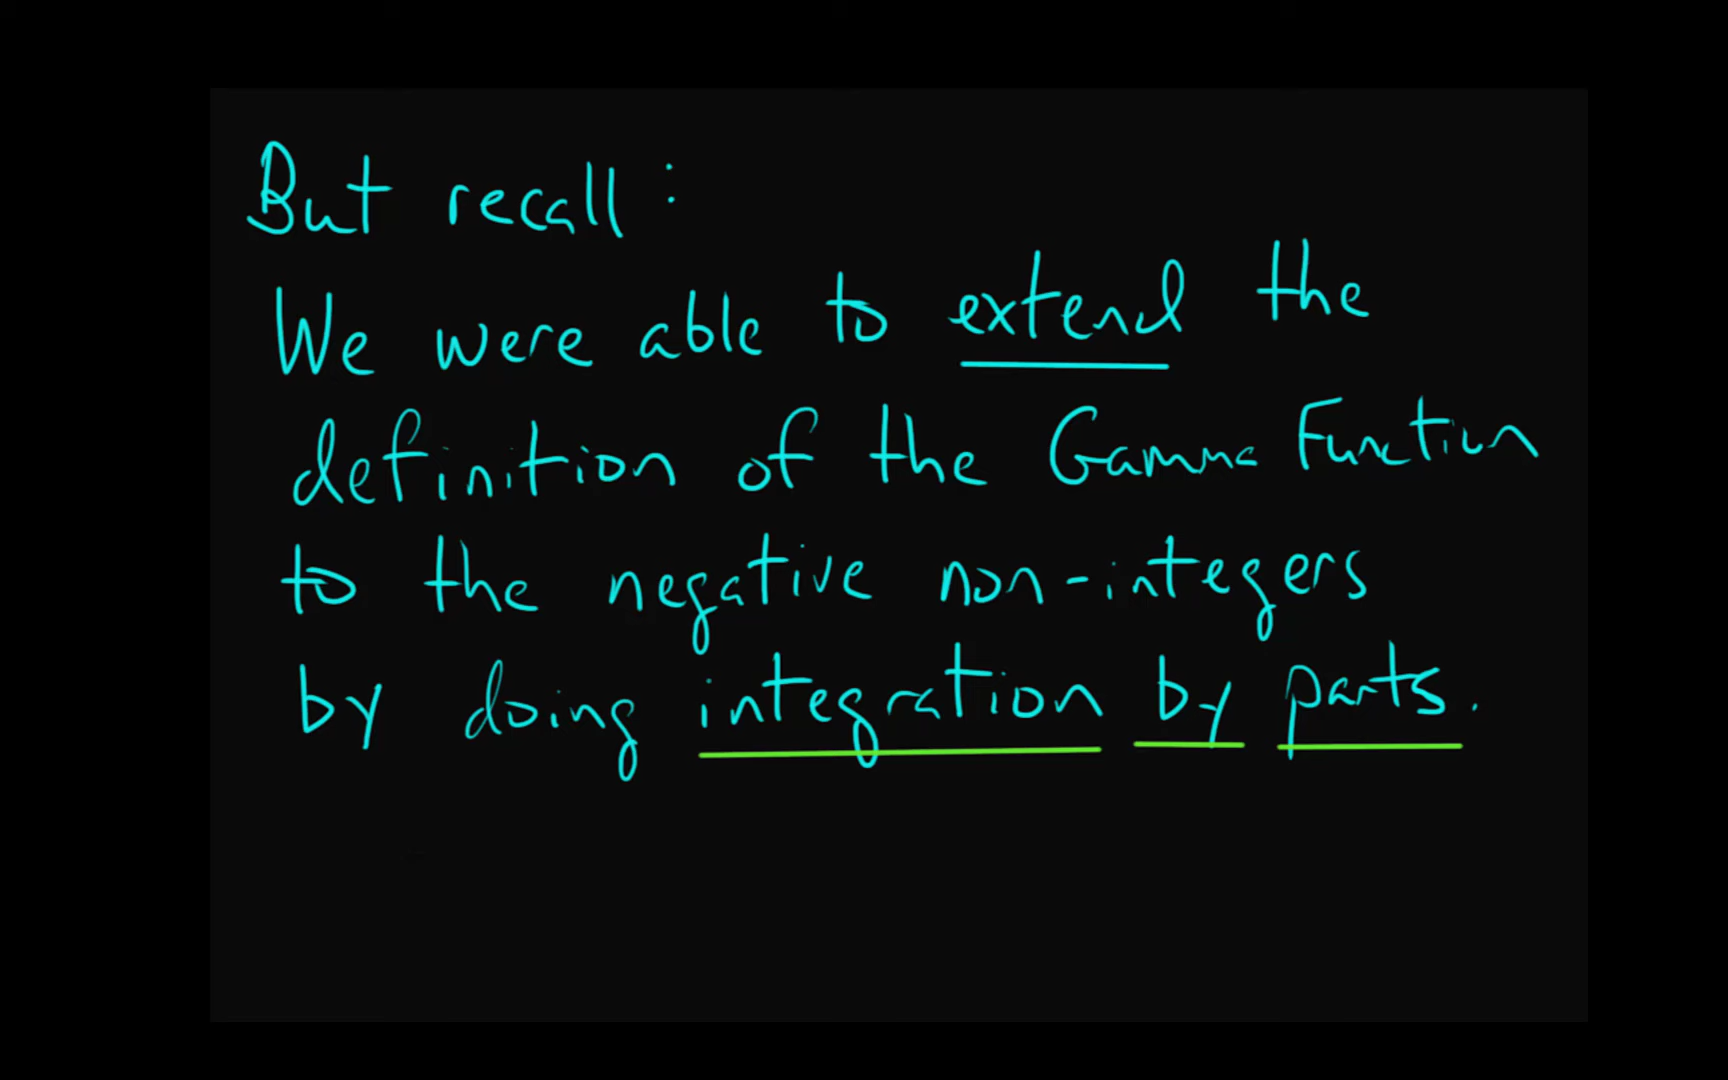 But recall:
We were able to extend the
definition of the Gamma Function
to the negative non-integers
by doing integration by parts.